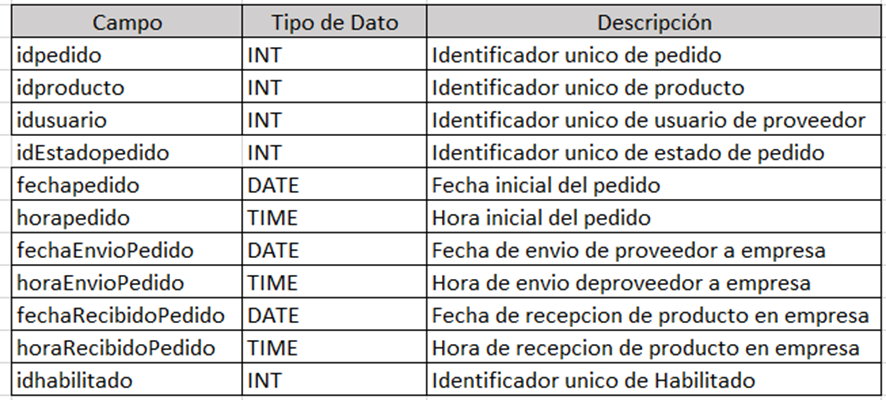 Campo Tipo de Dato Descripción
idpedido INT Identificador unico de pedido
idproducto INT Identificador unico de producto
idusuario INT Identificador unico de usuario de proveedor
idEstadopedido INT Identificador unico de estado de pedido
fechapedido DATE Fecha inicial del pedido
horapedido TIME Hora inicial del pedido
fechaEnvioPedido DATE Fecha de envio de proveedor a empresa
horaEnvioPedido TIME Hora de envio deproveedor a empresa
fechaRecibidoPedido DATE Fecha de recepcion de producto en empresa
horaRecibidoPedido TIME Hora de recepcion de producto en empresa
idhabilitado INT Identificador unico de Habilitado